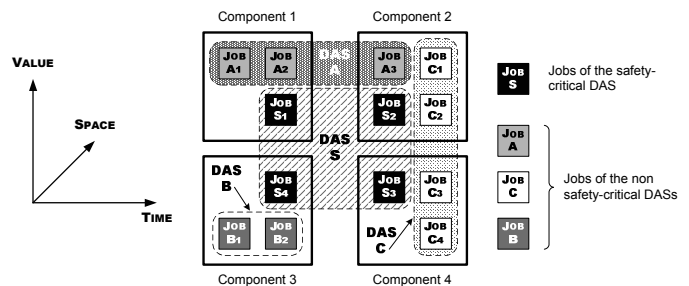 Component 1
Component 2
VALUE
SPACE
TIME
JOB
A1
JOB
A2
DAS
A
JOB
A3
JOB
C1
JOB
S1
JOB
S2
JOB
C2
DAS
S
DAS
B
JOB
S4
JOB
S3
JOB
C3
JOB
B1
JOB
B2
DAS
C
JOB
C4
Component 3
Component 4
JOB
S
Jobs of the safety-
critical DAS
JOB
A
JOB
C
JOB
B
Jobs of the non
safety-critical DASs